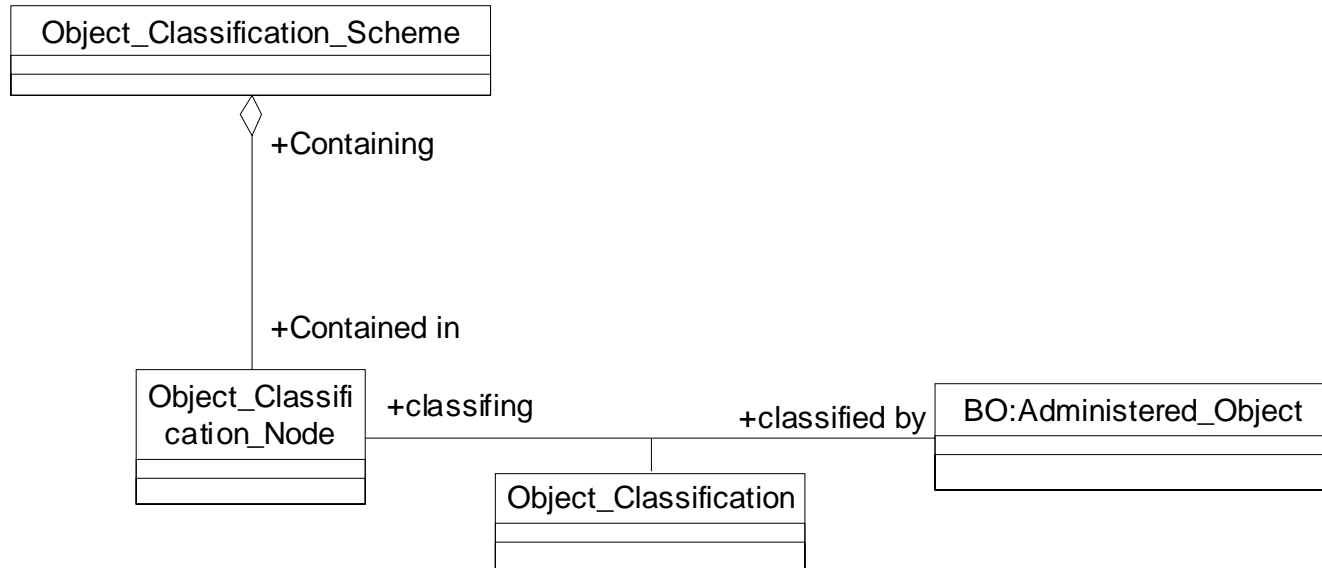 Object_Classification_Scheme
+Containing
+Contained in
Object_Classifi
cation_Node
+classifing
+classified by
BO:Administered_Object
Object_Classification